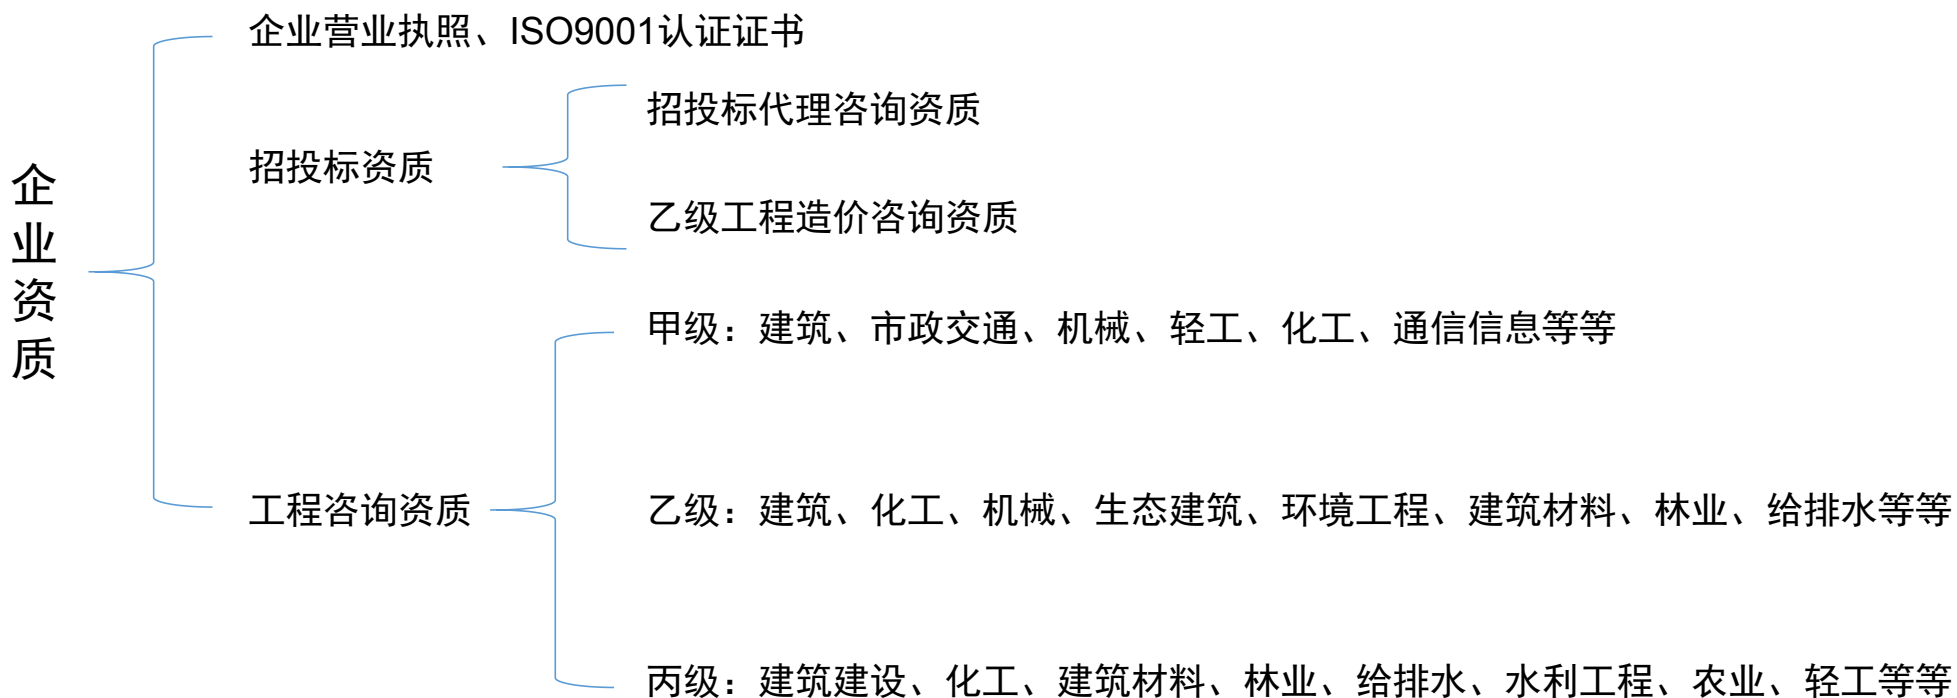 企业资质
企业营业执照、ISO9001认证证书
招投标资质
招投标代理咨询资质
乙级工程造价咨询资质
工程咨询资质
甲级：建筑、市政交通、机械、轻工、化工、通信信息等等
乙级：建筑、化工、机械、生态建筑、环境工程、建筑材料、林业、给排水等等
丙级：建筑建设、化工、建筑材料、林业、给排水、水利工程、农业、轻工等等